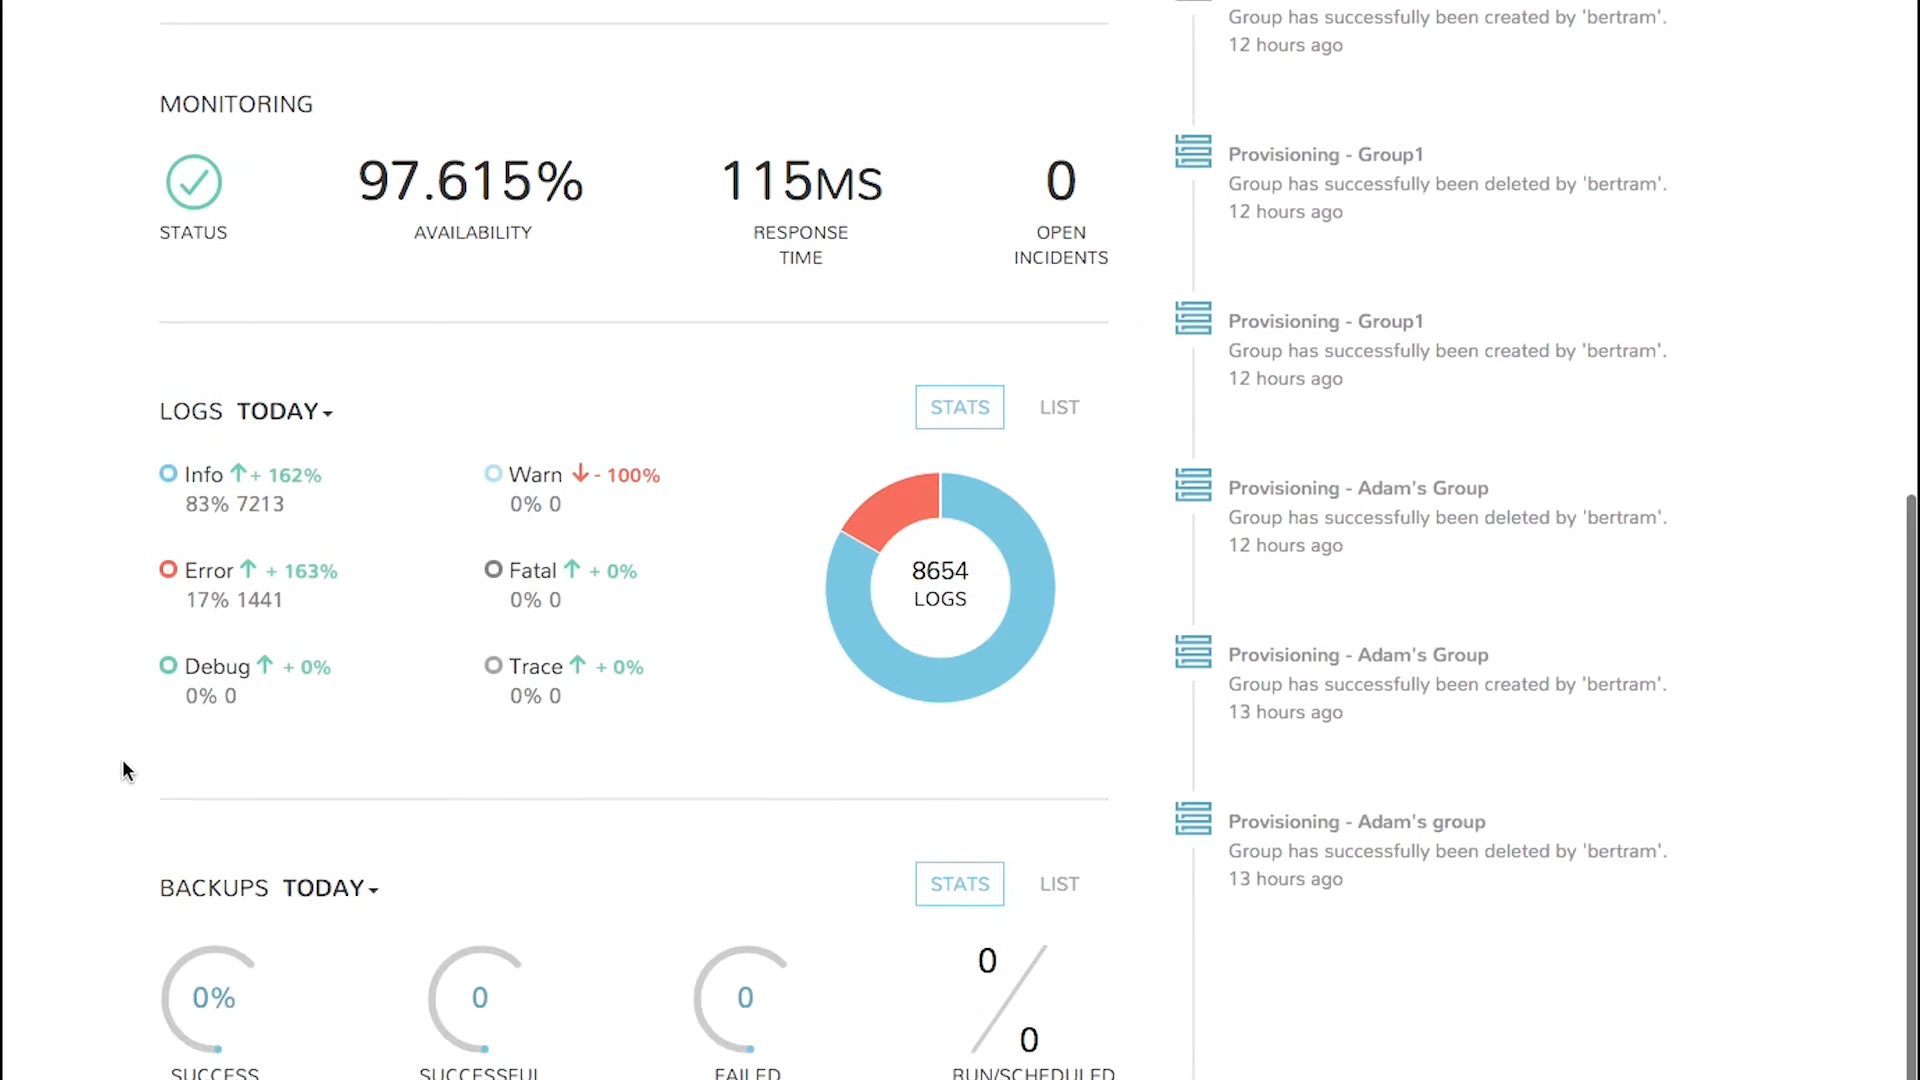 MONITORING
STATUS
97.615%
AVAILABILITY
115MS
RESPONSE
TIME
0
OPEN
INCIDENTS
LOGS TODAY
STATS
LIST
Info + 162%
83% 7213
Warn - 100%
0% 0
Error + 163%
17% 1441
Fatal + 0%
0% 0
Debug + 0%
0% 0
Trace + 0%
0% 0
8654
LOGS
BACKUPS TODAY
STATS
LIST
0%
SUCCESS
0
SUCCESSFUL
0
FAILED
0
0
RUN/SCHEDULED
Group has successfully been created by 'bertram'.
12 hours ago
Provisioning - Group1
Group has successfully been deleted by 'bertram'.
12 hours ago
Provisioning - Group1
Group has successfully been created by 'bertram'.
12 hours ago
Provisioning - Adam's Group
Group has successfully been deleted by 'bertram'.
12 hours ago
Provisioning - Adam's Group
Group has successfully been created by 'bertram'.
13 hours ago
Provisioning - Adam's group
Group has successfully been deleted by 'bertram'.
13 hours ago